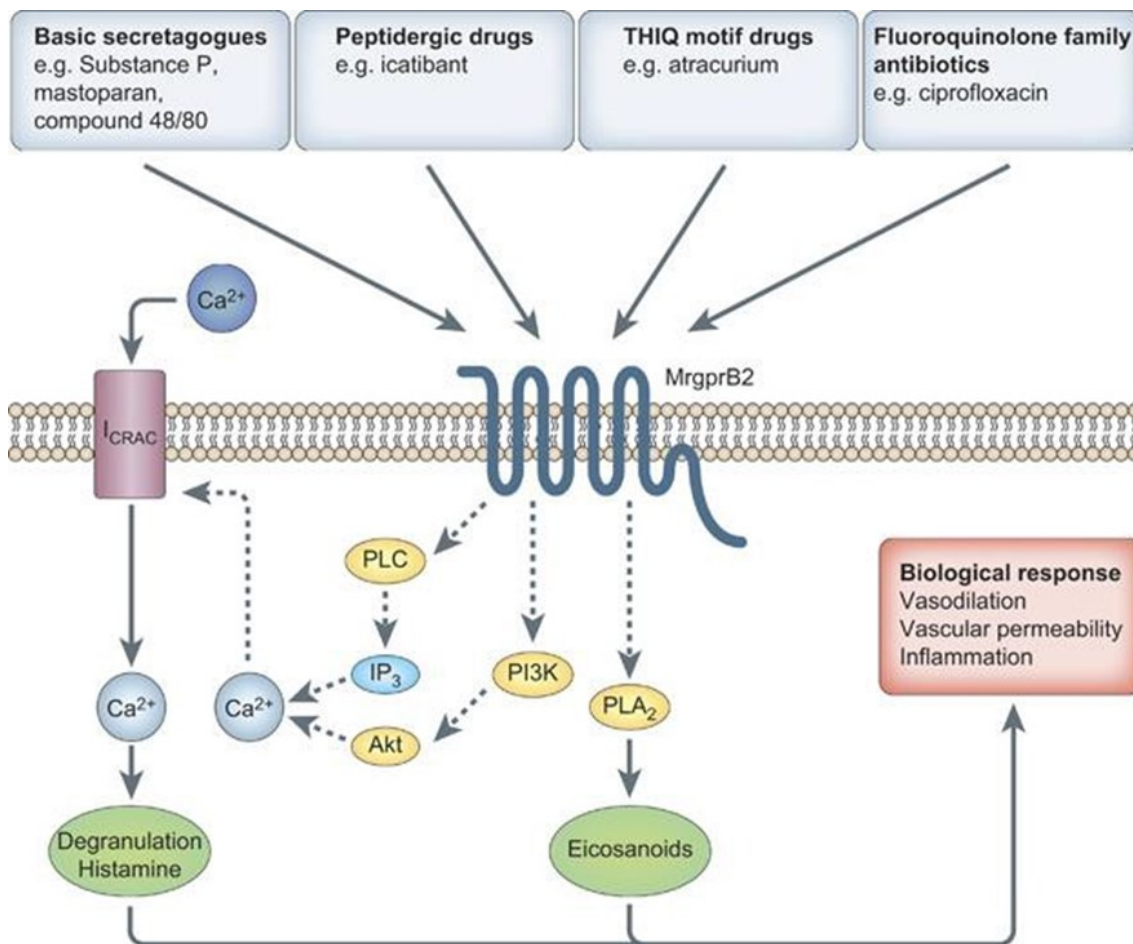 Basic secretagogues
e.g. Substance P,
mastoparan,
compound 48/80
Peptidergic drugs
e.g. icatibant
THIQ motif drugs
e.g. atracurium
Fluoroquinolone family
antibiotics
e.g. ciprofloxacin
Ca²⁺
MrgprB2
I_CRAC
PLC
Biological response
Vasodilation
Vascular permeability
Inflammation
IP₃
PI3K
Ca²⁺
Ca²⁺
PLA₂
Akt
Degranulation
Histamine
Eicosanoids